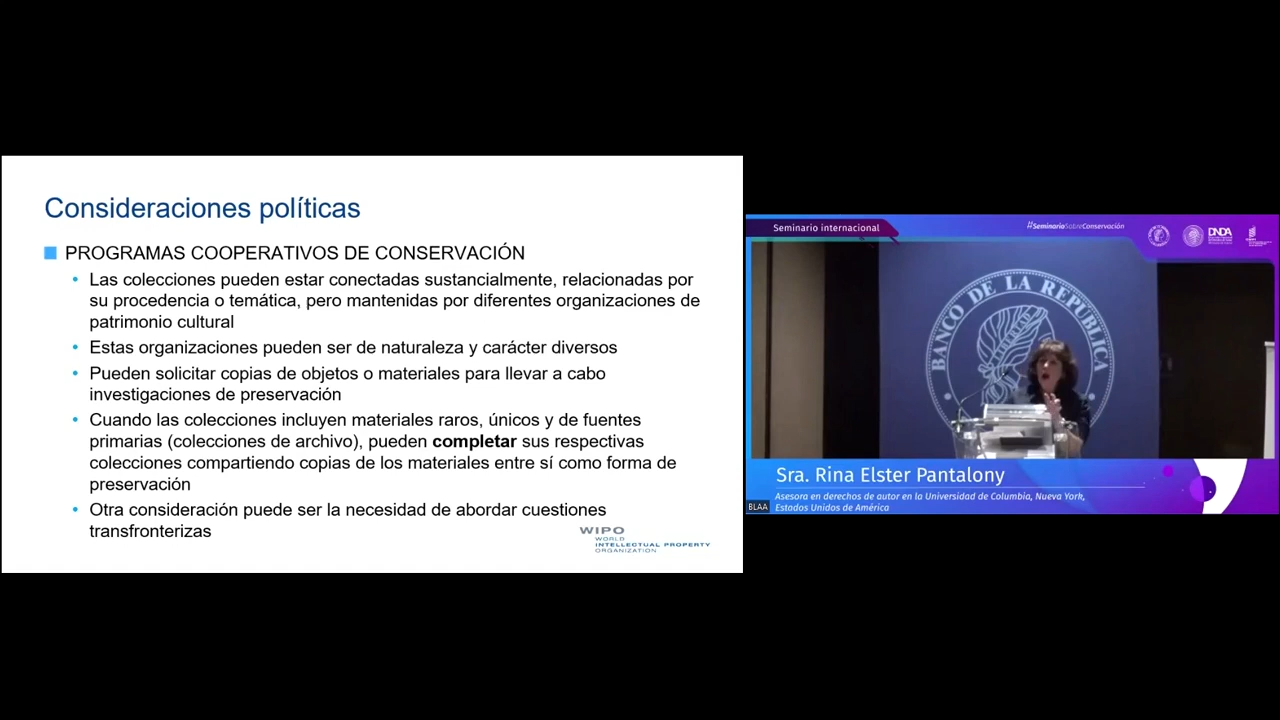 Consideraciones políticas
PROGRAMAS COOPERATIVOS DE CONSERVACIÓN
• Las colecciones pueden estar conectadas sustancialmente, relacionadas por
su procedencia o temática, pero mantenidas por diferentes organizaciones de
patrimonio cultural
• Estas organizaciones pueden ser de naturaleza y carácter diversos
• Pueden solicitar copias de objetos o materiales para llevar a cabo
investigaciones de preservación
• Cuando las colecciones incluyen materiales raros, únicos y de fuentes
primarias (colecciones de archivo), pueden completar sus respectivas
colecciones compartiendo copias de los materiales entre sí como forma de
preservación
• Otra consideración puede ser la necesidad de abordar cuestiones
transfronterizas
WIPO
WORLD
INTELLECTUAL PROPERTY
ORGANIZATION
Seminario internacional
#SeminarioSobreConservación
DNDA
BANCO DE LA REPÚBLICA
Sra. Rina Elster Pantalony
Asesora en derechos de autor en la Universidad de Columbia, Nueva York,
Estados Unidos de América
BLAA